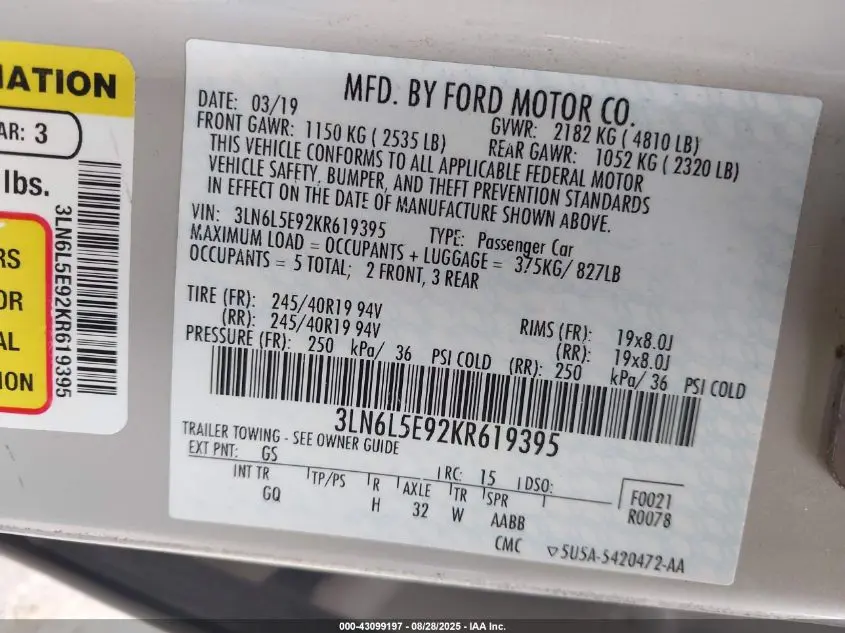 MATION
AR: 3
lbs.
RS
OR
AL
ION
3LN6L5E92KR619395
MFD. BY FORD MOTOR CO.
DATE: 03/19 GVWR: 2182 KG ( 4810 LB)
FRONT GAWR: 1150 KG ( 2535 LB) REAR GAWR: 1052 KG ( 2320 LB)
THIS VEHICLE CONFORMS TO ALL APPLICABLE FEDERAL MOTOR
VEHICLE SAFETY, BUMPER, AND THEFT PREVENTION STANDARDS
IN EFFECT ON THE DATE OF MANUFACTURE SHOWN ABOVE.
VIN: 3LN6L5E92KR619395 TYPE: Passenger Car
MAXIMUM LOAD = OCCUPANTS + LUGGAGE = 375KG/ 827LB
OCCUPANTS = 5 TOTAL; 2 FRONT, 3 REAR
TIRE (FR): 245/40R19 94V RIMS (FR): 19x8.0J
(RR): 245/40R19 94V (RR): 19x8.0J
PRESSURE (FR): 250 kPa/ 36 PSI COLD (RR): 250 kPa/ 36 PSI COLD
3LN6L5E92KR619395
TRAILER TOWING - SEE OWNER GUIDE
EXT PNT: GS RC: 15 DSO:
INT TR TP/PS R AXLE TR SPR F0021
GQ H 32 W AABB R0078
CMC 5U5A-5420472-AA
000-43099197 - 08/28/2025 - IAA Inc.